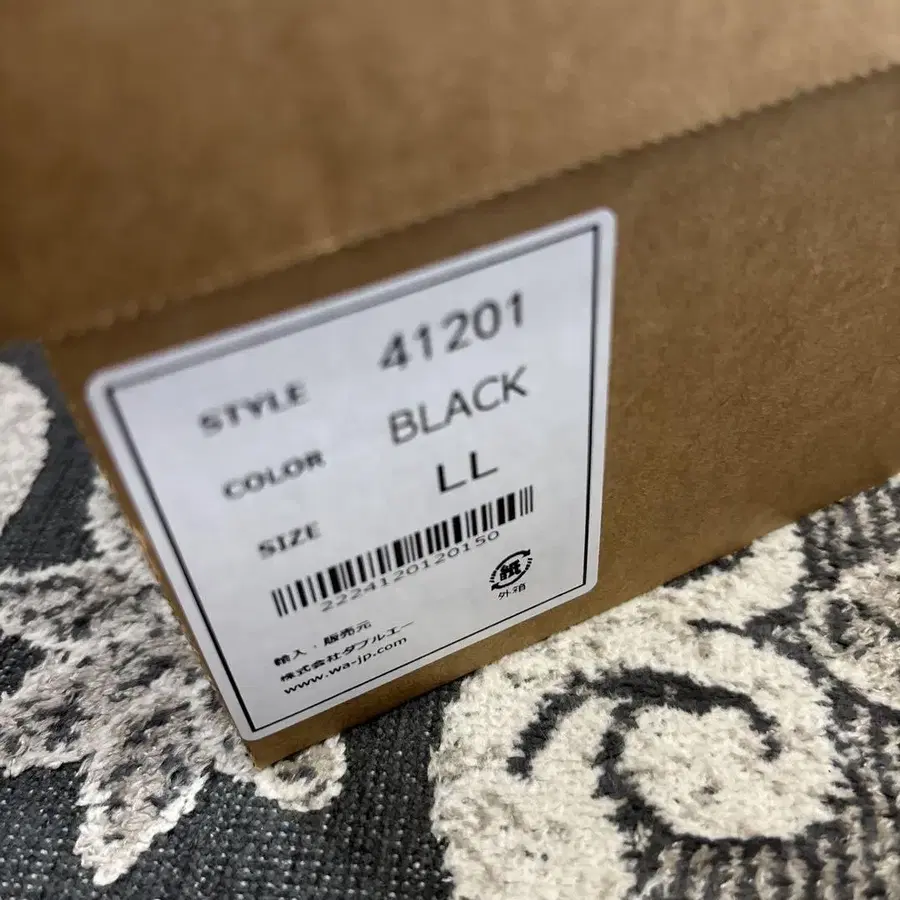 STYLE 41201
COLOR BLACK
SIZE LL
2224120120150
紙
外箱
輸入・販売元
株式会社ダブルエー
www.wa-jp.com